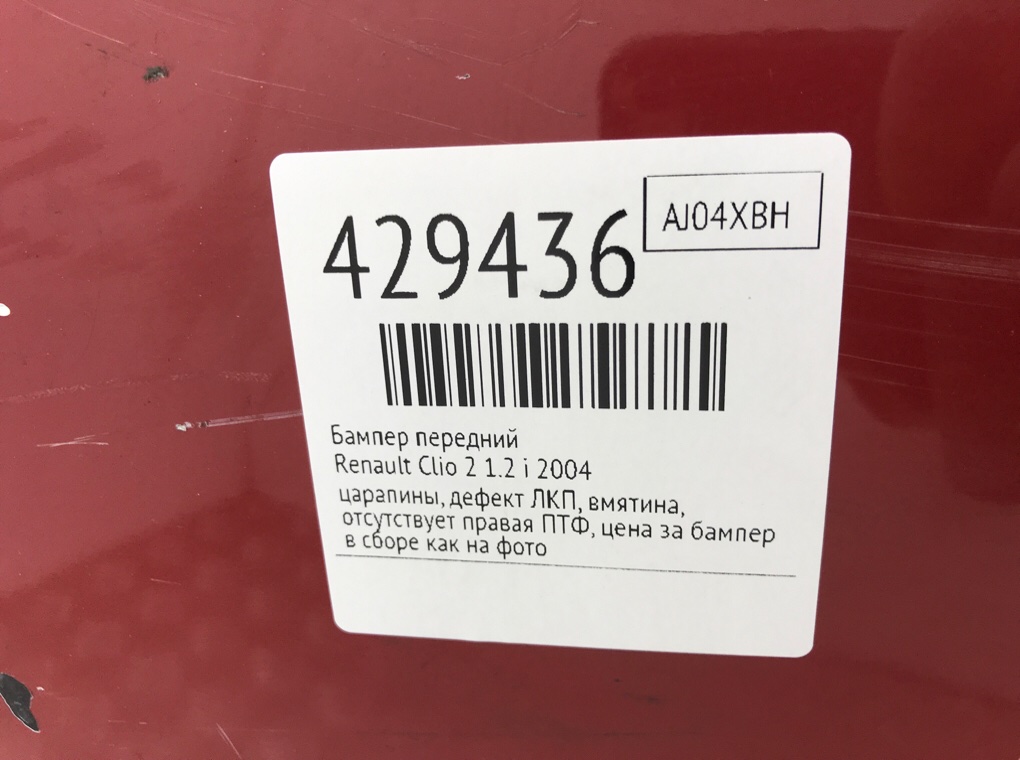 429436
AJ04XBH
Бампер передний
Renault Clio 2 1.2 i 2004
царапины, дефект ЛКП, вмятина,
отсутствует правая ПТФ, цена за бампер
в сборе как на фото